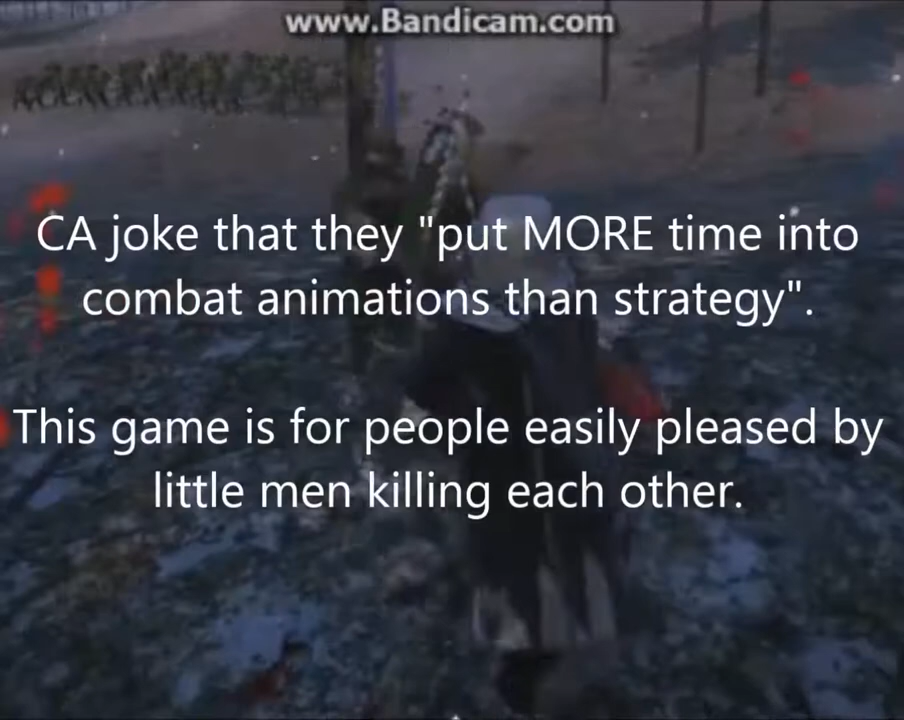 www.Bandicam.com
CA joke that they "put MORE time into
combat animations than strategy".
This game is for people easily pleased by
little men killing each other.